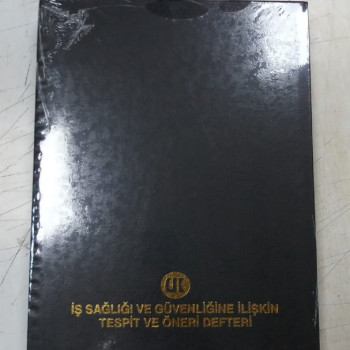 İŞ SAĞLIĞI VE GÜVENLİĞİNE İLİŞKİN
TESPİT VE ÖNERİ DEFTERİ